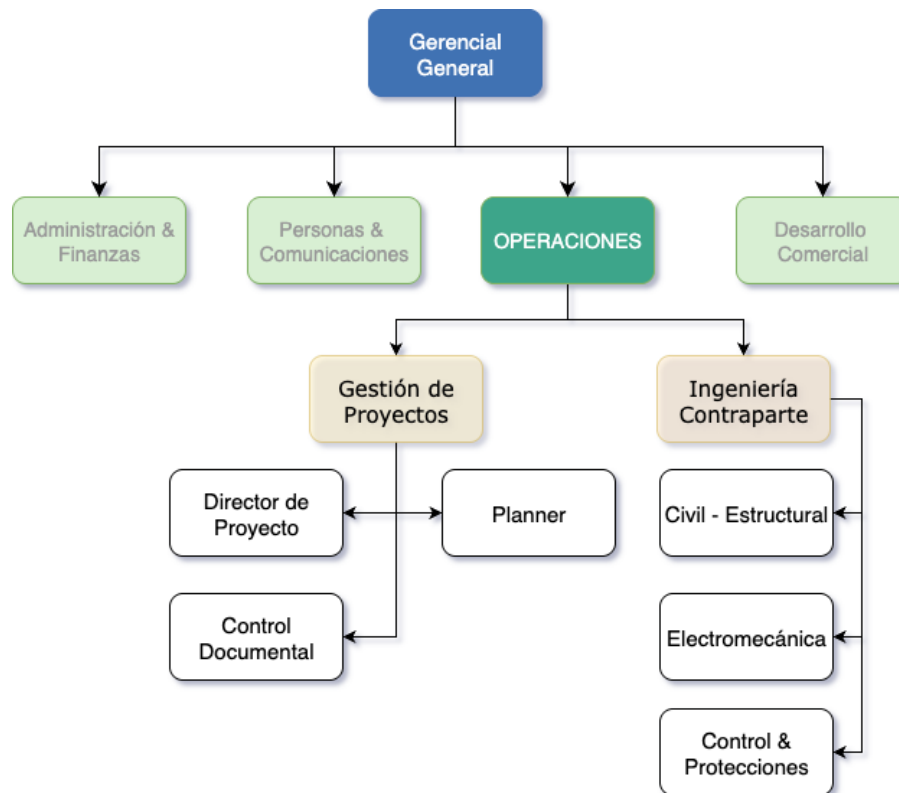 Gerencial
General
Administración &
Finanzas
Personas &
Comunicaciones
OPERACIONES
Desarrollo
Comercial
Gestión de
Proyectos
Ingeniería
Contraparte
Director de
Proyecto
Planner
Civil - Estructural
Control
Documental
Electromecánica
Control &
Protecciones